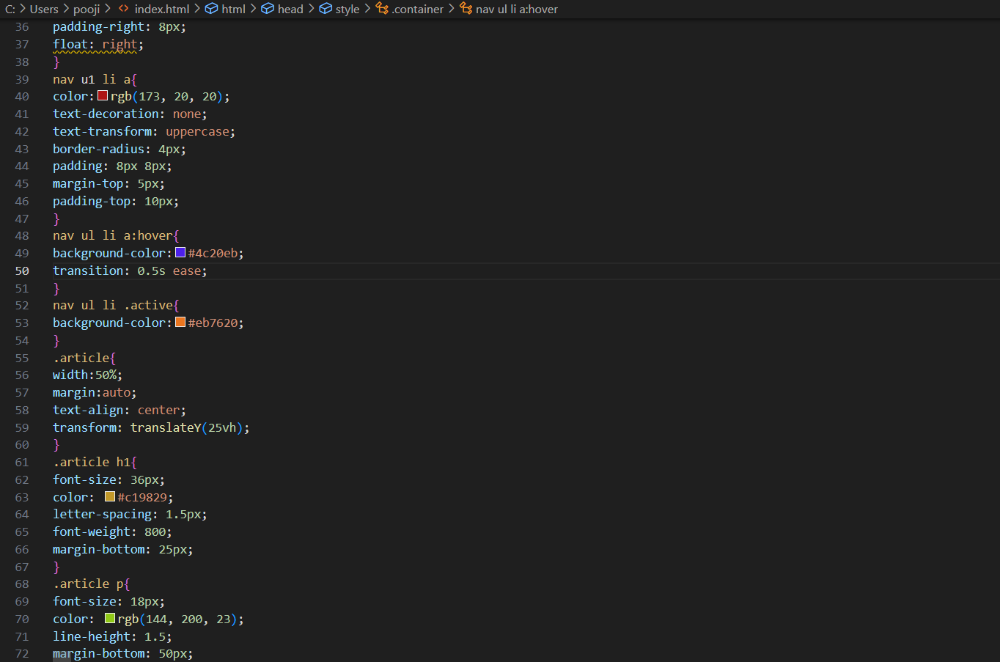 C: > Users > pooji > <> index.html > html > head > style > .container > nav ul li a:hover
36 padding-right: 8px;
37 float: right;
38 }
39 nav u1 li a{
40 color: rgb(173, 20, 20);
41 text-decoration: none;
42 text-transform: uppercase;
43 border-radius: 4px;
44 padding: 8px 8px;
45 margin-top: 5px;
46 padding-top: 10px;
47 }
48 nav ul li a:hover{
49 background-color: #4c20eb;
50 transition: 0.5s ease;
51 }
52 nav ul li .active{
53 background-color: #eb7620;
54 }
55 .article{
56 width:50%;
57 margin:auto;
58 text-align: center;
59 transform: translateY(25vh);
60 }
61 .article h1{
62 font-size: 36px;
63 color: #c19829;
64 letter-spacing: 1.5px;
65 font-weight: 800;
66 margin-bottom: 25px;
67 }
68 .article p{
69 font-size: 18px;
70 color: rgb(144, 200, 23);
71 line-height: 1.5;
72 margin-bottom: 50px;